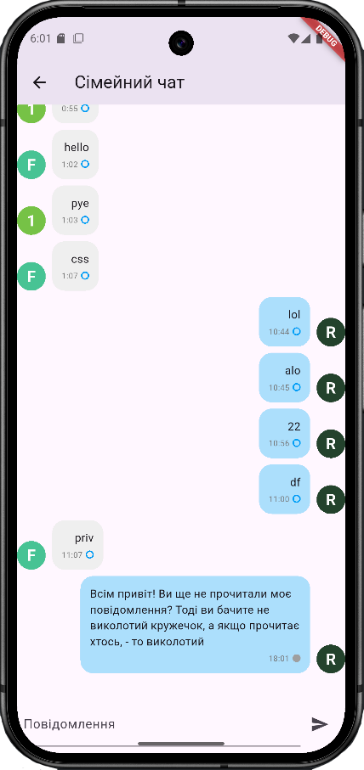 6:01
DEBUG
Сімейний чат
1
0:55
hello
F
1:02
pye
1
1:03
css
F
1:07
lol
10:44
R
alo
10:45
R
22
10:56
R
df
11:00
R
priv
F
11:07
Всім привіт! Ви ще не прочитали моє
повідомлення? Тоді ви бачите не
виколотий кружечок, а якщо прочитає
хтось, - то виколотий
18:01
R
Повідомлення